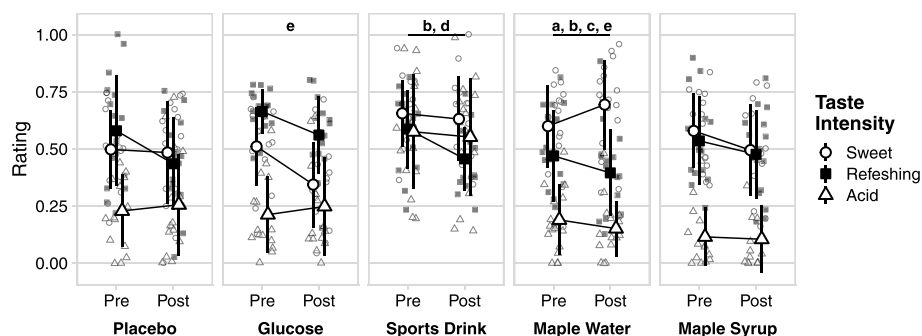 e
b, d
a, b, c, e
1.00
0.75
0.50
0.25
0.00
Rating
Pre Post
Pre Post
Pre Post
Pre Post
Pre Post
Placebo
Glucose
Sports Drink
Maple Water
Maple Syrup
Taste
Intensity
Sweet
Refeshing
Acid